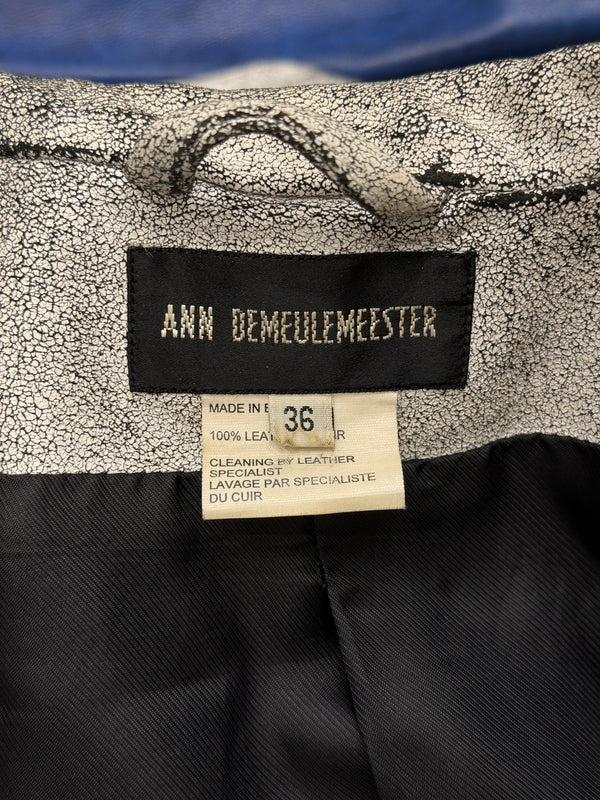 ANN DEMEULEMEESTER
MADE IN
36
100%
CLEANING BY LEATHER
SPECIALIST
LAVAGE PAR SPECIALISTE
DU CUIR